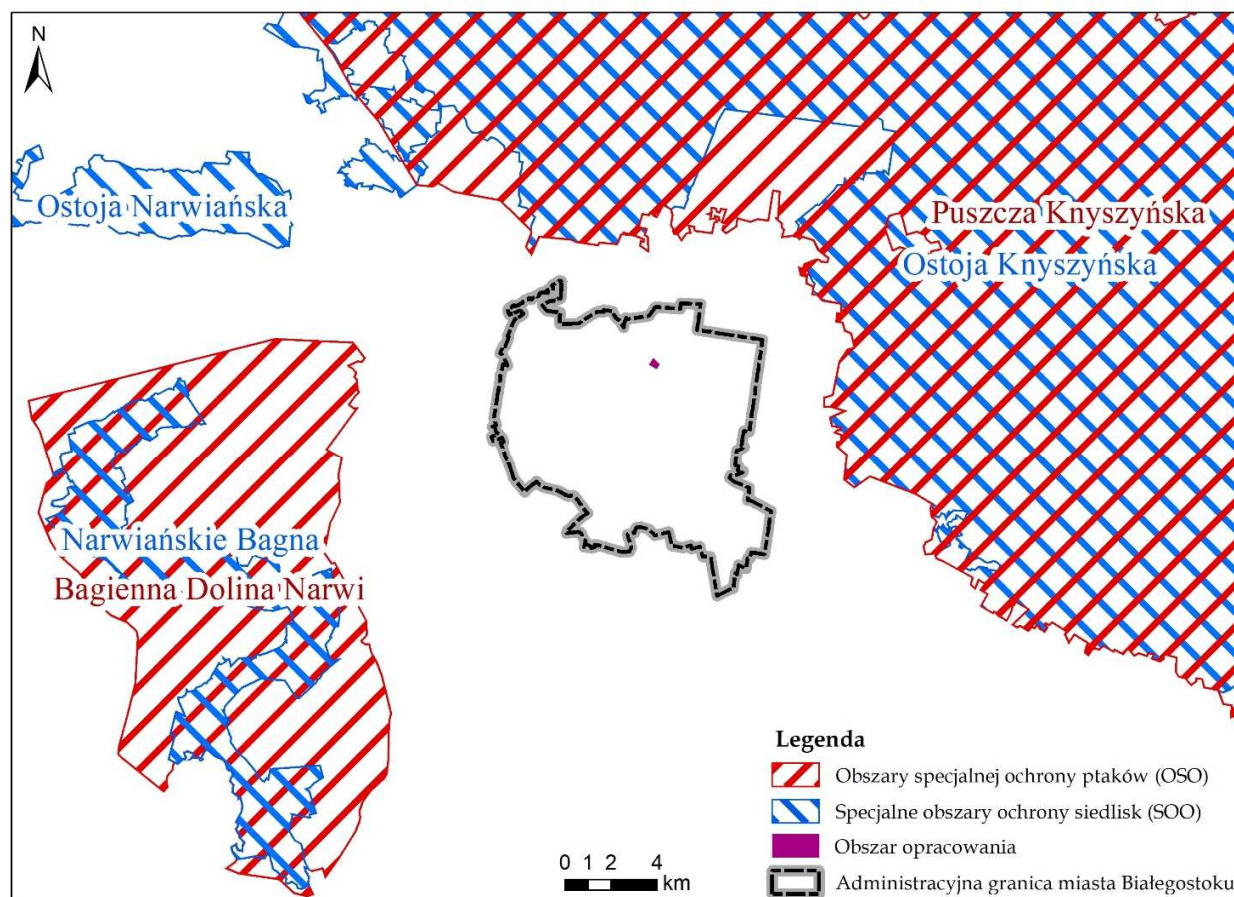 N
Ostoja Narwiańska
Puszcza Knyszyńska
Ostoja Knyszyńska
Narwiańskie Bagna
Bagienna Dolina Narwi
Legenda
Obszary specjalnej ochrony ptaków (OSO)
Specjalne obszary ochrony siedlisk (SOO)
Obszar opracowania
Administracyjna granica miasta Białegostoku
0 1 2 4
km